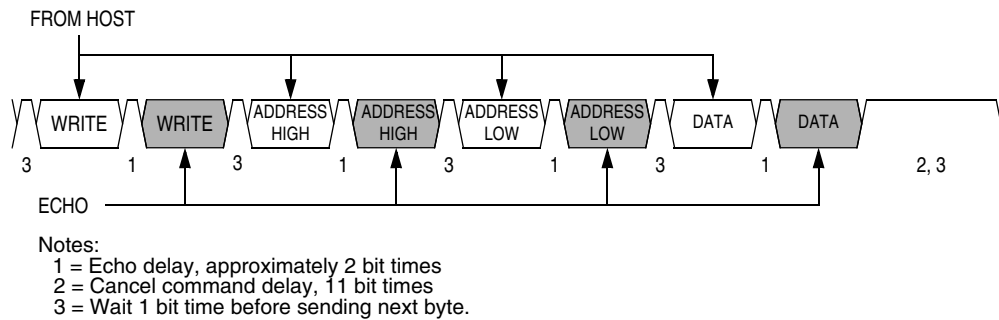 FROM HOST
WRITE WRITE ADDRESS HIGH ADDRESS HIGH ADDRESS LOW ADDRESS LOW DATA DATA
3 1 3 1 3 1 3 1 2, 3
ECHO
Notes:
1 = Echo delay, approximately 2 bit times
2 = Cancel command delay, 11 bit times
3 = Wait 1 bit time before sending next byte.